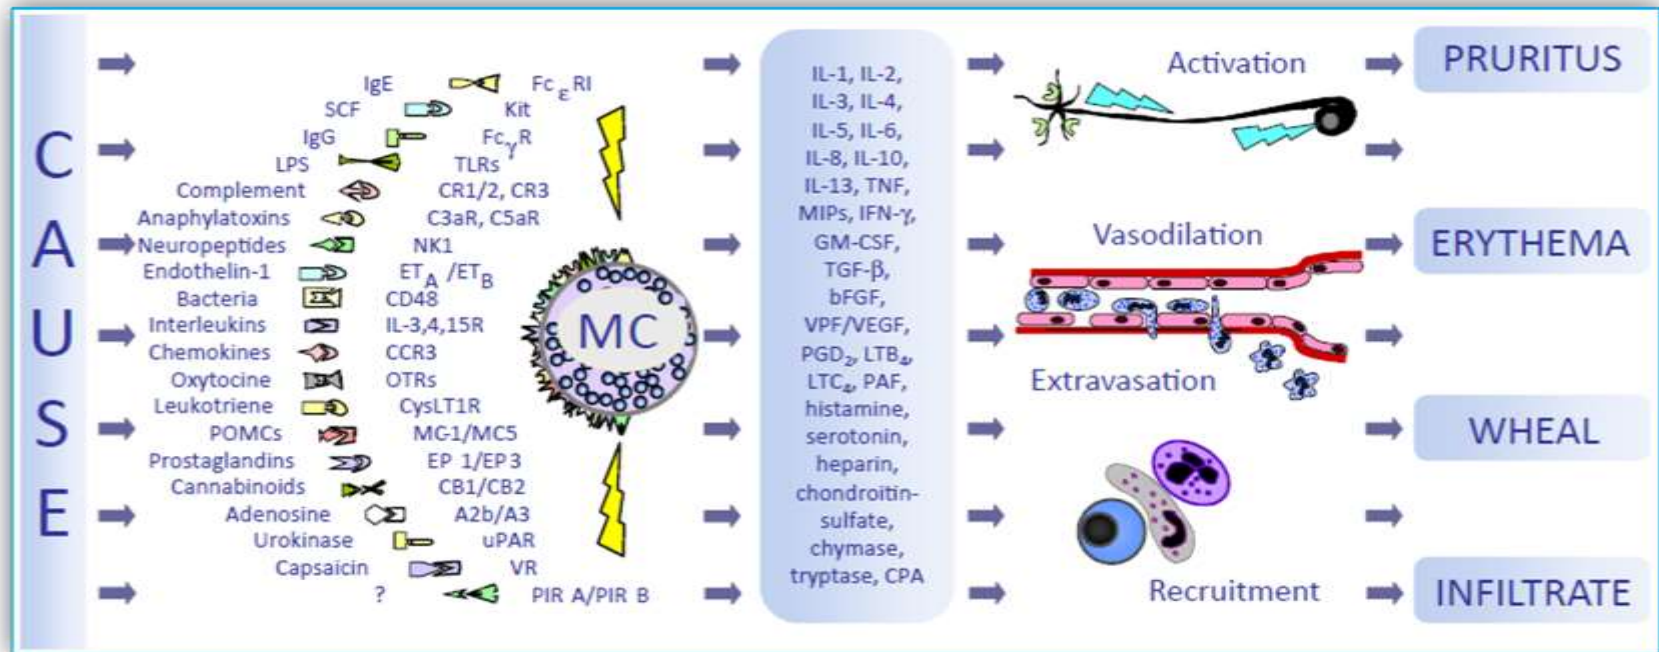 CAUSE
IgE Fc ε RI
SCF Kit
IgG FcγR
LPS TLRs
Complement CR1/2, CR3
Anaphylatoxins C3aR, C5aR
Neuropeptides NK1
Endothelin-1 ETA /ETB
Bacteria CD48
Interleukins IL-3,4,15R
Chemokines CCR3
Oxytocine OTRs
Leukotriene CysLT1R
POMCs MC1/MC5
Prostaglandins EP 1/EP3
Cannabinoids CB1/CB2
Adenosine A2b/A3
Urokinase uPAR
Capsaicin VR
? PIR A/PIR B
MC
IL-1, IL-2,
IL-3, IL-4,
IL-5, IL-6,
IL-8, IL-10,
IL-13, TNF,
MIPs, IFN-γ,
GM-CSF,
TGF-β,
bFGF,
VPF/VEGF,
PGD₂, LTB₄,
LTC₄, PAF,
histamine,
serotonin,
heparin,
chondroitin-
sulfate,
chymase,
tryptase, CPA
Activation
Vasodilation
Extravasation
Recruitment
PRURITUS
ERYTHEMA
WHEAL
INFILTRATE